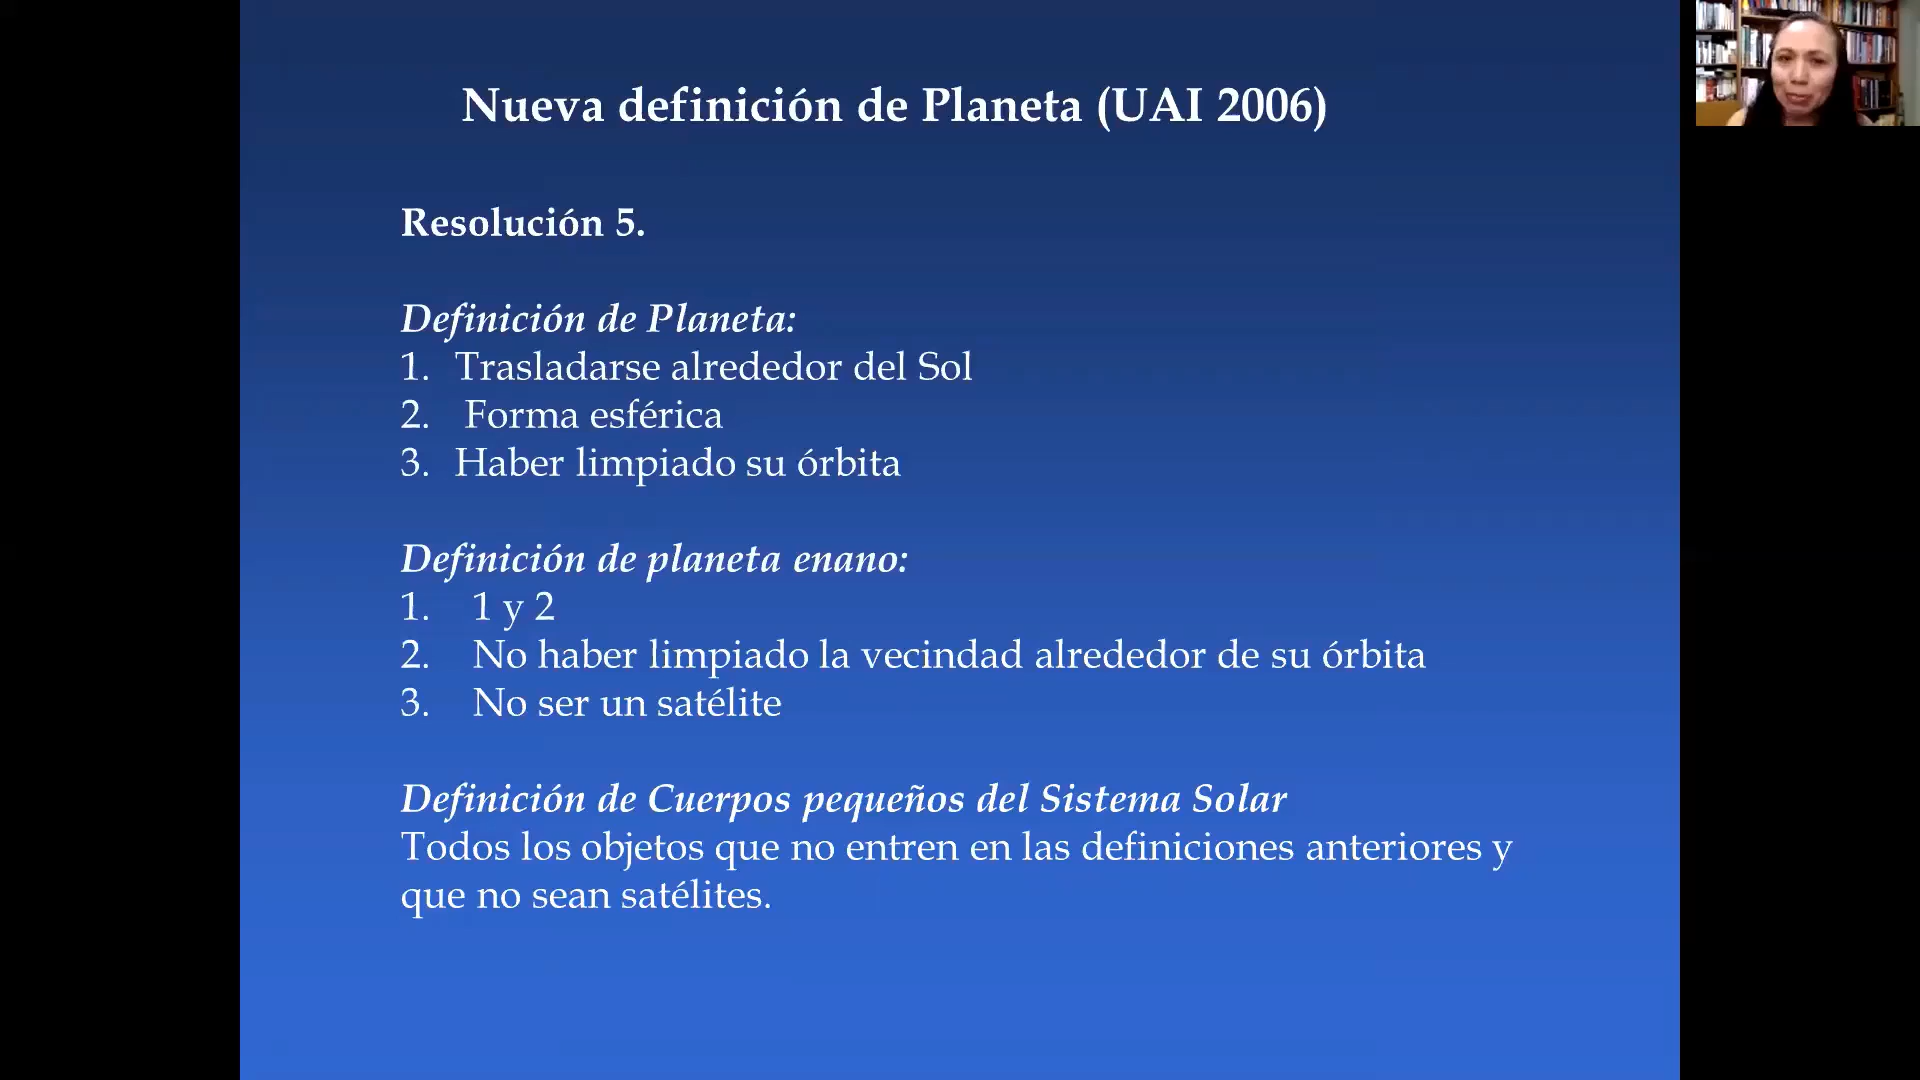 Nueva definición de Planeta (UAI 2006)
Resolución 5.
Definición de Planeta:
1. Trasladarse alrededor del Sol
2. Forma esférica
3. Haber limpiado su órbita
Definición de planeta enano:
1. 1 y 2
2. No haber limpiado la vecindad alrededor de su órbita
3. No ser un satélite
Definición de Cuerpos pequeños del Sistema Solar
Todos los objetos que no entren en las definiciones anteriores y
que no sean satélites.